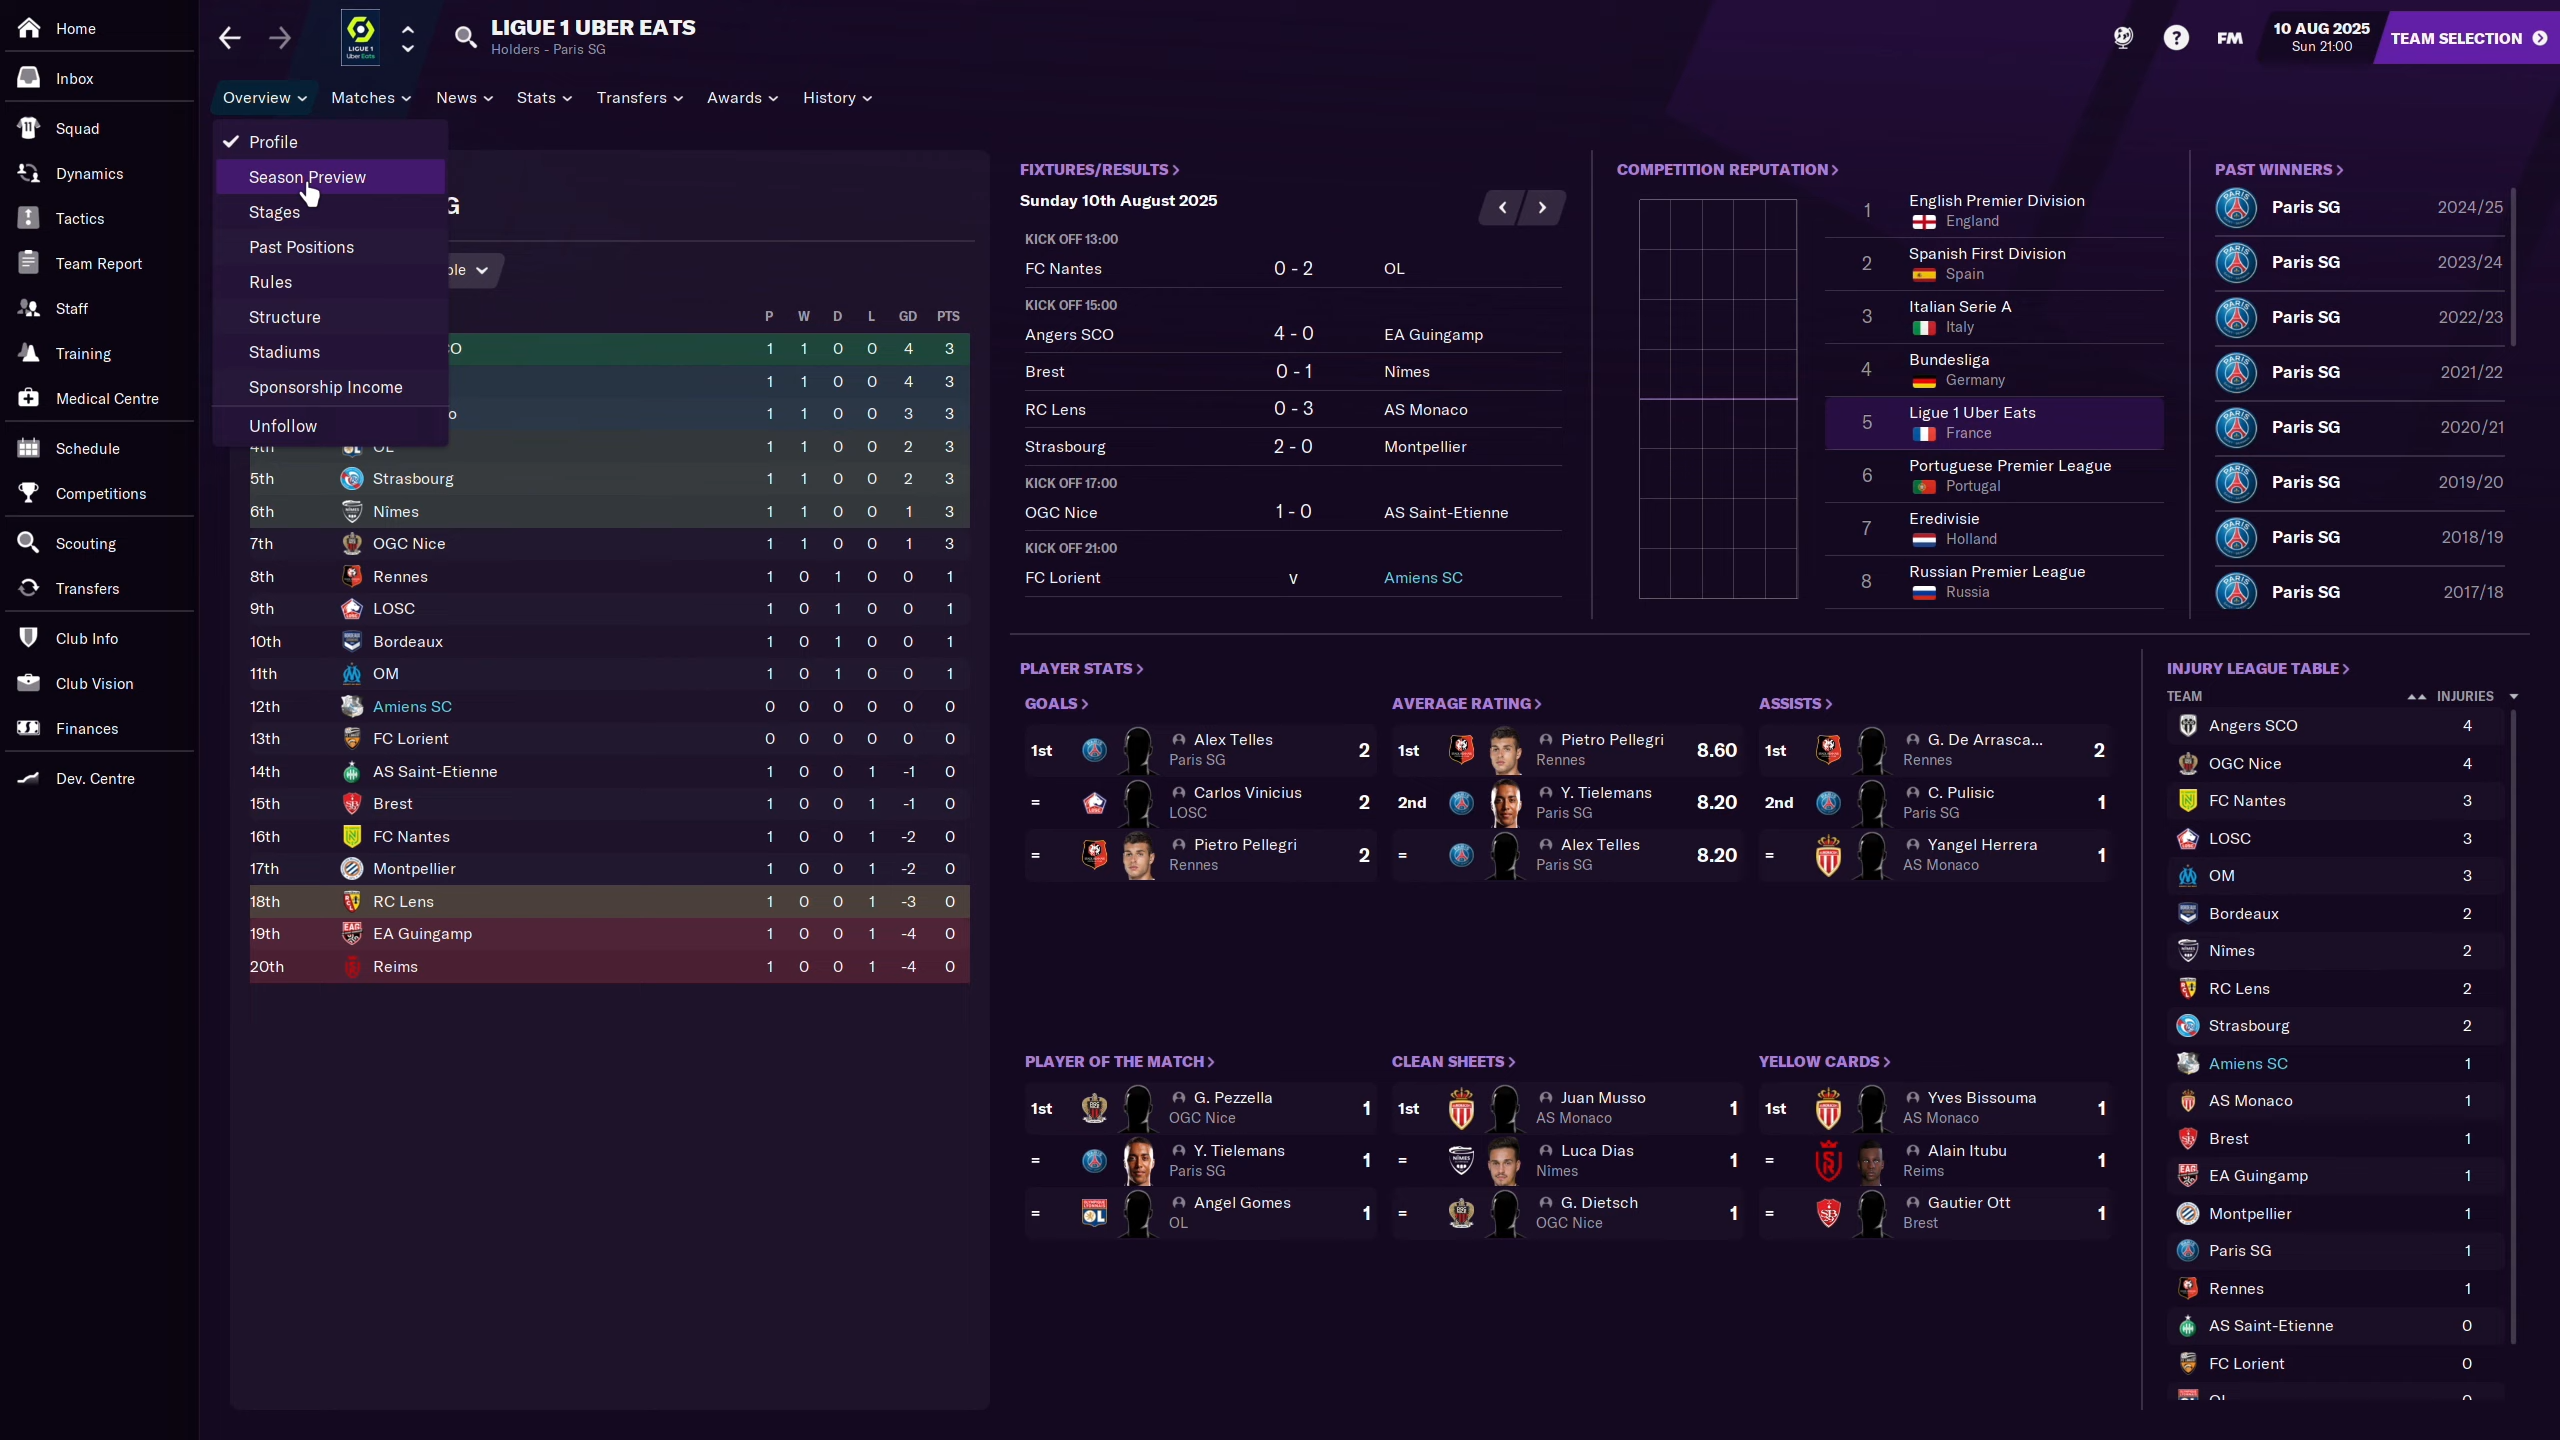 Home
Inbox
Squad
Dynamics
Tactics
Team Report
Staff
Training
Medical Centre
Schedule
Competitions
Scouting
Transfers
Club Info
Club Vision
Finances
Dev. Centre
LIGUE 1 UBER EATS
Holders - Paris SG
FM
10 AUG 2025
Sun 21:00
TEAM SELECTION
Overview Matches News Stats Transfers Awards History
Profile
Season Preview
Stages
Past Positions
Rules
Structure
Stadiums
Sponsorship Income
Unfollow
G
ble
P W D L GD PTS
CO 1 1 0 0 4 3
1 1 0 0 4 3
o 1 1 0 0 3 3
4th OL 1 1 0 0 2 3
5th Strasbourg 1 1 0 0 2 3
6th Nîmes 1 1 0 0 1 3
7th OGC Nice 1 1 0 0 1 3
8th Rennes 1 0 1 0 0 1
9th LOSC 1 0 1 0 0 1
10th Bordeaux 1 0 1 0 0 1
11th OM 1 0 1 0 0 1
12th Amiens SC 0 0 0 0 0 0
13th FC Lorient 0 0 0 0 0 0
14th AS Saint-Etienne 1 0 0 1 -1 0
15th Brest 1 0 0 1 -1 0
16th FC Nantes 1 0 0 1 -2 0
17th Montpellier 1 0 0 1 -2 0
18th RC Lens 1 0 0 1 -3 0
19th EA Guingamp 1 0 0 1 -4 0
20th Reims 1 0 0 1 -4 0
FIXTURES/RESULTS
Sunday 10th August 2025
KICK OFF 13:00
FC Nantes 0 - 2 OL
KICK OFF 15:00
Angers SCO 4 - 0 EA Guingamp
Brest 0 - 1 Nîmes
RC Lens 0 - 3 AS Monaco
Strasbourg 2 - 0 Montpellier
KICK OFF 17:00
OGC Nice 1 - 0 AS Saint-Etienne
KICK OFF 21:00
FC Lorient v Amiens SC
COMPETITION REPUTATION
1 English Premier Division
England
2 Spanish First Division
Spain
3 Italian Serie A
Italy
4 Bundesliga
Germany
5 Ligue 1 Uber Eats
France
6 Portuguese Premier League
Portugal
7 Eredivisie
Holland
8 Russian Premier League
Russia
PAST WINNERS
Paris SG 2024/25
Paris SG 2023/24
Paris SG 2022/23
Paris SG 2021/22
Paris SG 2020/21
Paris SG 2019/20
Paris SG 2018/19
Paris SG 2017/18
PLAYER STATS
GOALS
1st Alex Telles 2
Paris SG
= Carlos Vinicius 2
LOSC
= Pietro Pellegri 2
Rennes
AVERAGE RATING
1st Pietro Pellegri 8.60
Rennes
2nd Y. Tielemans 8.20
Paris SG
= Alex Telles 8.20
Paris SG
ASSISTS
1st G. De Arrasca... 2
Rennes
2nd C. Pulisic 1
Paris SG
= Yangel Herrera 1
AS Monaco
PLAYER OF THE MATCH
1st G. Pezzella 1
OGC Nice
= Y. Tielemans 1
Paris SG
= Angel Gomes 1
OL
CLEAN SHEETS
1st Juan Musso 1
AS Monaco
= Luca Dias 1
Nîmes
= G. Dietsch 1
OGC Nice
YELLOW CARDS
1st Yves Bissouma 1
AS Monaco
= Alain Itubu 1
Reims
= Gautier Ott 1
Brest
INJURY LEAGUE TABLE
TEAM INJURIES
Angers SCO 4
OGC Nice 4
FC Nantes 3
LOSC 3
OM 3
Bordeaux 2
Nîmes 2
RC Lens 2
Strasbourg 2
Amiens SC 1
AS Monaco 1
Brest 1
EA Guingamp 1
Montpellier 1
Paris SG 1
Rennes 1
AS Saint-Etienne 0
FC Lorient 0
OL 0